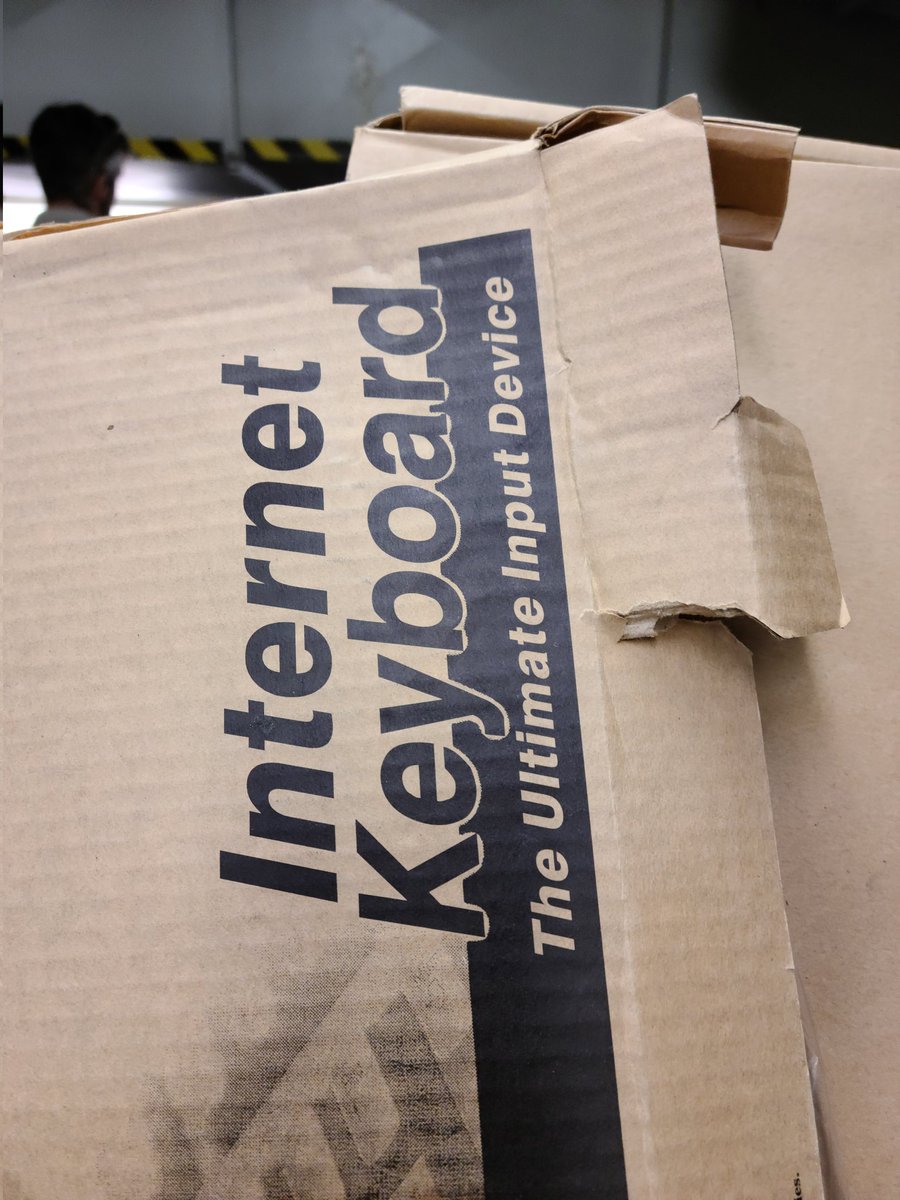 Internet
Keyboard
The Ultimate Input Device